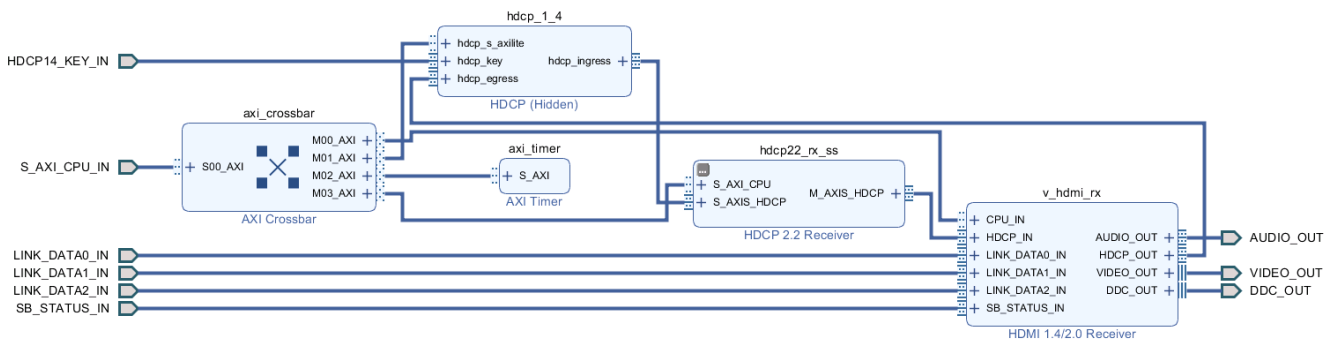 hdcp_1_4
hdcp_s_axilite
HDCP14_KEY_IN
hdcp_key
hdcp_ingress
hdcp_egress
HDCP (Hidden)
axi_crossbar
M00_AXI
S_AXI_CPU_IN
S00_AXI
M01_AXI
M02_AXI
M03_AXI
AXI Crossbar
axi_timer
S_AXI
AXI Timer
hdcp22_rx_ss
...
S_AXI_CPU
S_AXIS_HDCP
M_AXIS_HDCP
HDCP 2.2 Receiver
v_hdmi_rx
CPU_IN
HDCP_IN
AUDIO_OUT
AUDIO_OUT
LINK_DATA0_IN
LINK_DATA0_IN
HDCP_OUT
LINK_DATA1_IN
LINK_DATA1_IN
VIDEO_OUT
VIDEO_OUT
LINK_DATA2_IN
LINK_DATA2_IN
DDC_OUT
DDC_OUT
SB_STATUS_IN
SB_STATUS_IN
HDMI 1.4/2.0 Receiver